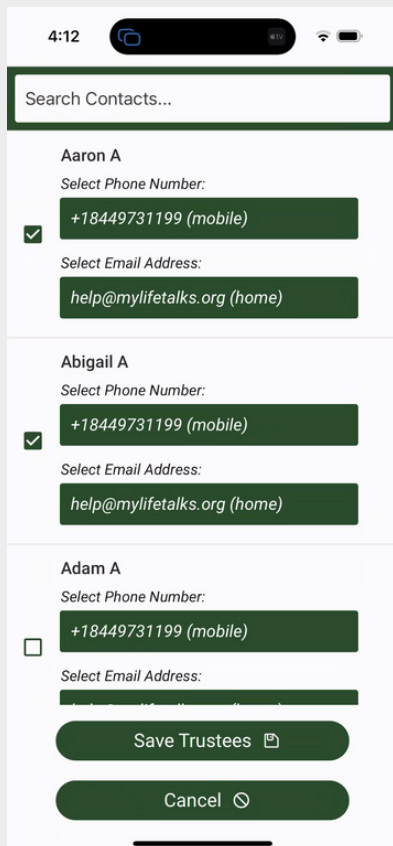 4:12
tv
Search Contacts...
Aaron A
Select Phone Number:
+18449731199 (mobile)
Select Email Address:
help@mylifetalks.org (home)
Abigail A
Select Phone Number:
+18449731199 (mobile)
Select Email Address:
help@mylifetalks.org (home)
Adam A
Select Phone Number:
+18449731199 (mobile)
Select Email Address:
Save Trustees
Cancel